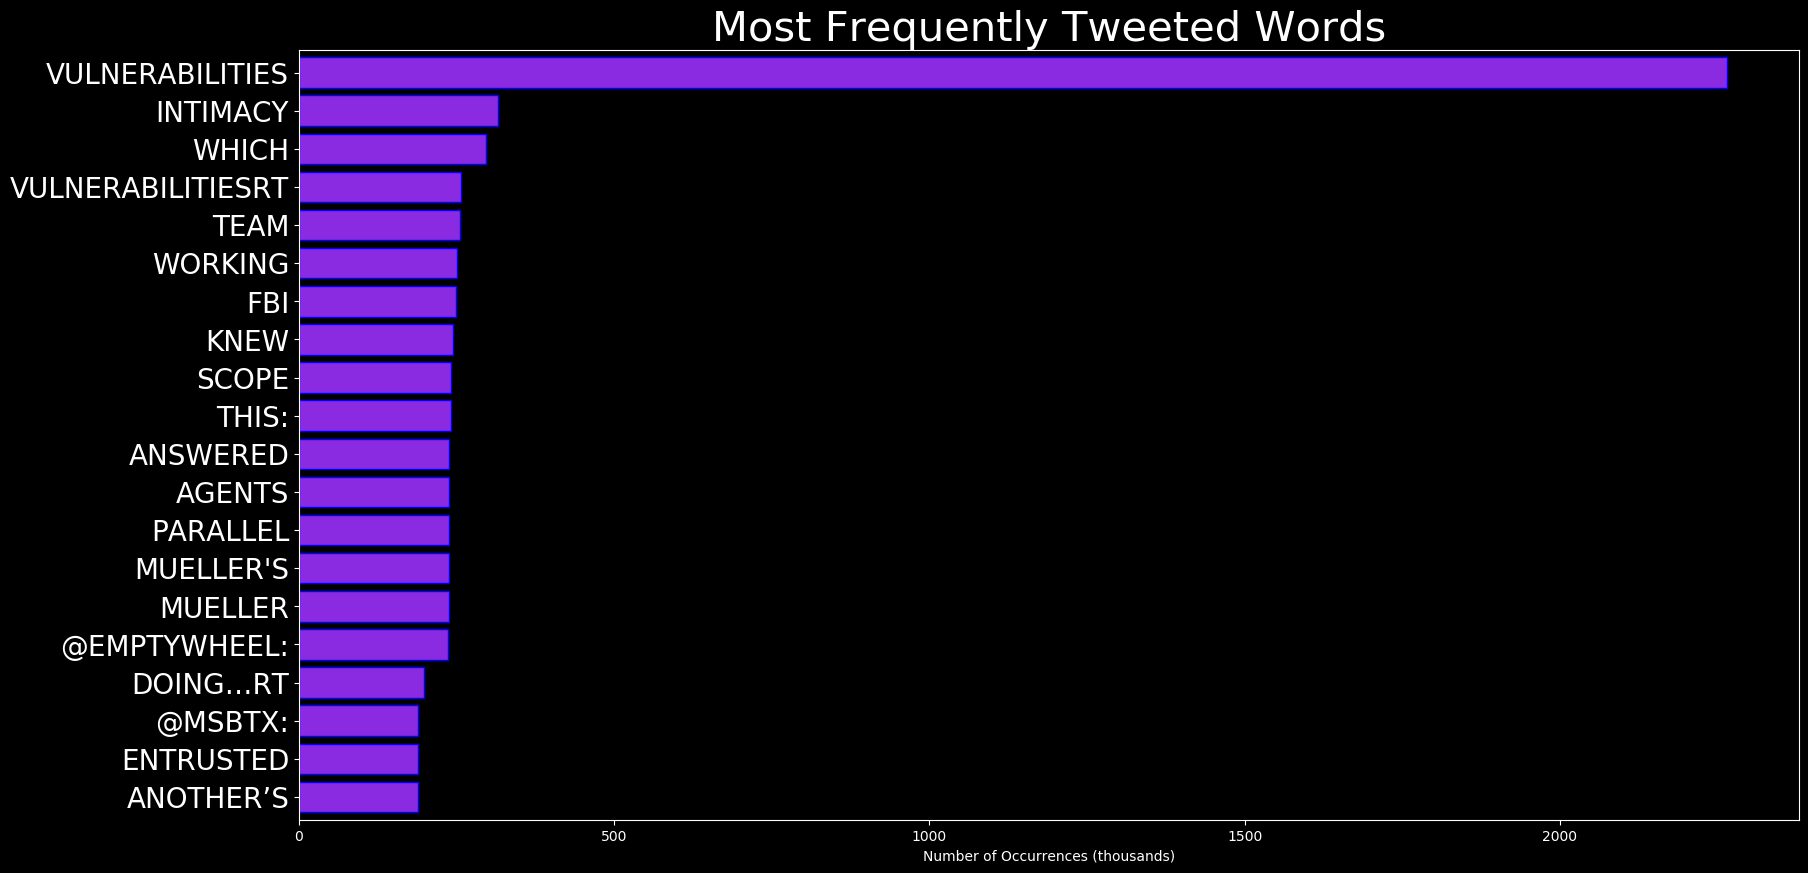 Most Frequently Tweeted Words
VULNERABILITIES
INTIMACY
WHICH
VULNERABILITIESRT
TEAM
WORKING
FBI
KNEW
SCOPE
THIS:
ANSWERED
AGENTS
PARALLEL
MUELLER'S
MUELLER
@EMPTYWHEEL:
DOING…RT
@MSBTX:
ENTRUSTED
ANOTHER’S
0 500 1000 1500 2000
Number of Occurrences (thousands)